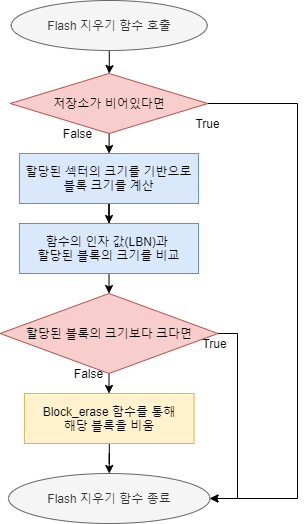 Flash 지우기 함수 호출
저장소가 비어있다면
True
False
할당된 섹터의 크기를 기반으로
블록 크기를 계산
함수의 인자 값(LBN)과
할당된 블록의 크기를 비교
할당된 블록의 크기보다 크다면
True
False
Block_erase 함수를 통해
해당 블록을 비움
Flash 지우기 함수 종료